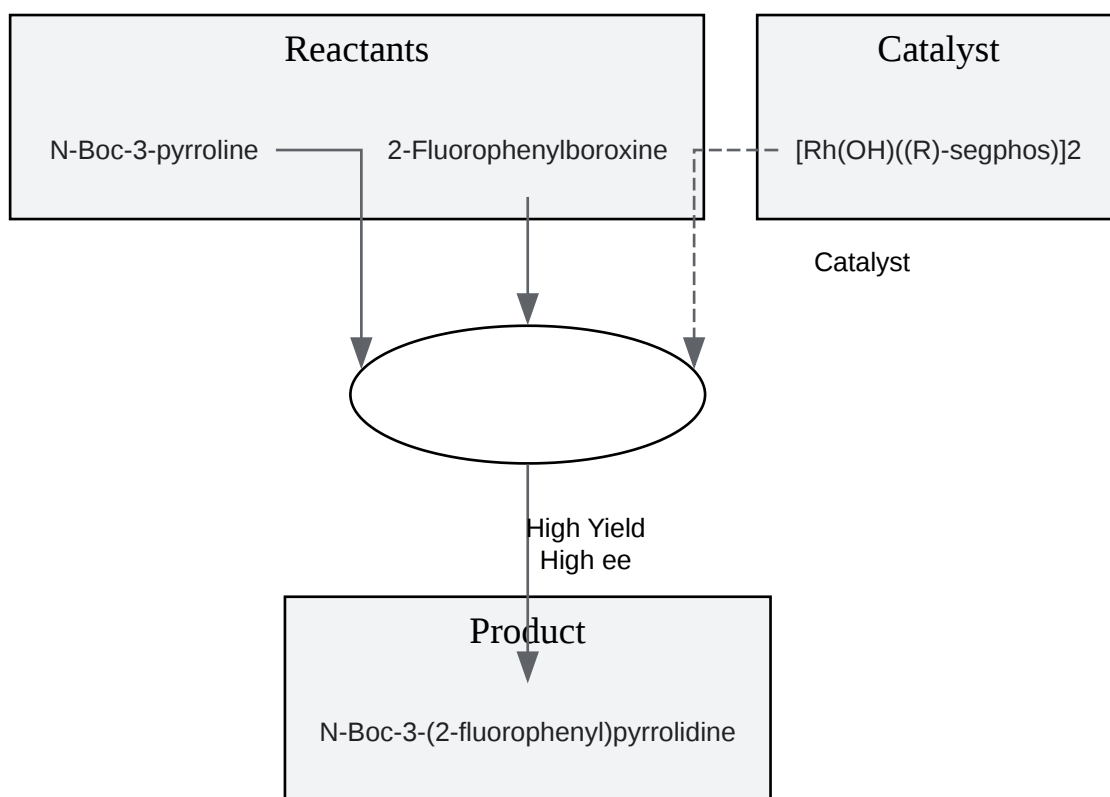 Reactants
Catalyst
N-Boc-3-pyrroline
2-Fluorophenylboroxine
[Rh(OH)((R)-segphos)]2
Catalyst
High Yield
High ee
Product
N-Boc-3-(2-fluorophenyl)pyrrolidine